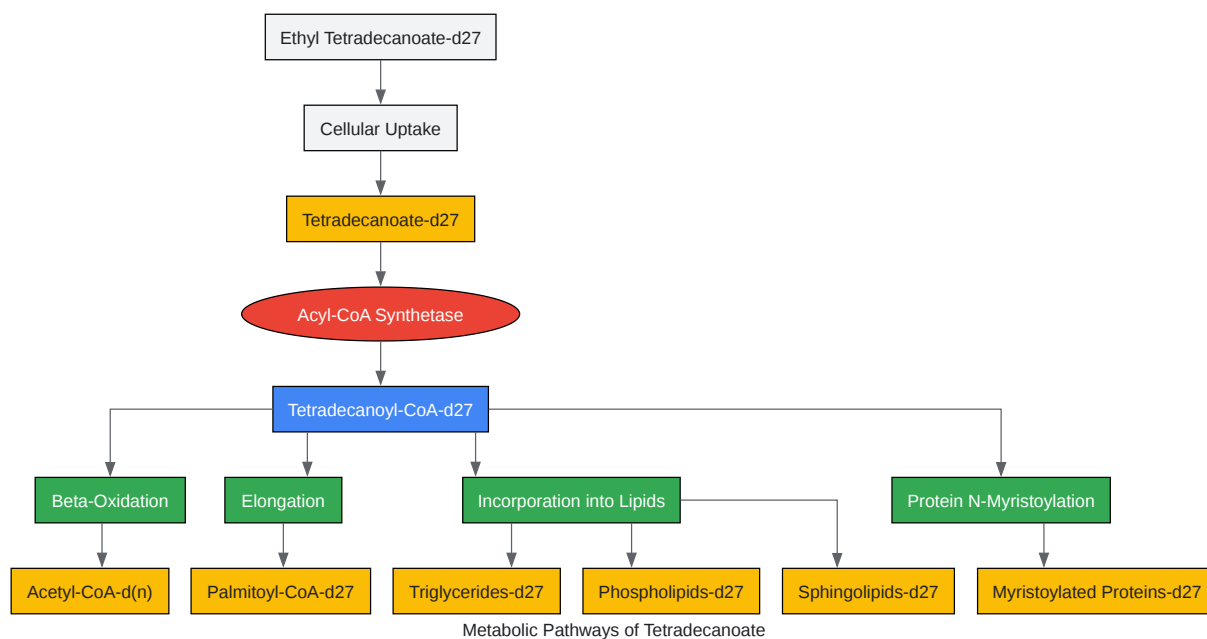 Ethyl Tetradecanoate-d27
Cellular Uptake
Tetradecanoate-d27
Acyl-CoA Synthetase
Tetradecanoyl-CoA-d27
Beta-Oxidation
Elongation
Incorporation into Lipids
Protein N-Myristoylation
Acetyl-CoA-d(n)
Palmitoyl-CoA-d27
Triglycerides-d27
Phospholipids-d27
Sphingolipids-d27
Myristoylated Proteins-d27
Metabolic Pathways of Tetradecanoate